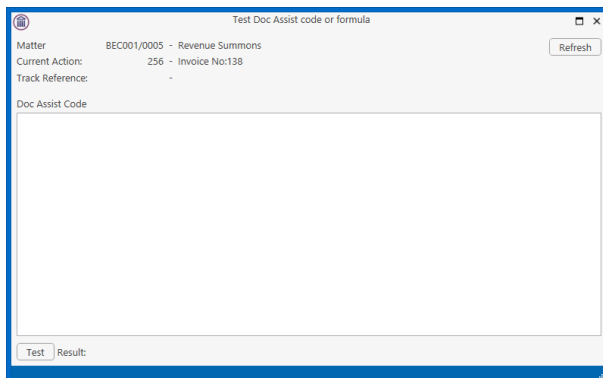 Test Doc Assist code or formula
Matter BEC001/0005 - Revenue Summons
Refresh
Current Action: 256 - Invoice No:138
Track Reference: -
Doc Assist Code
Test Result: